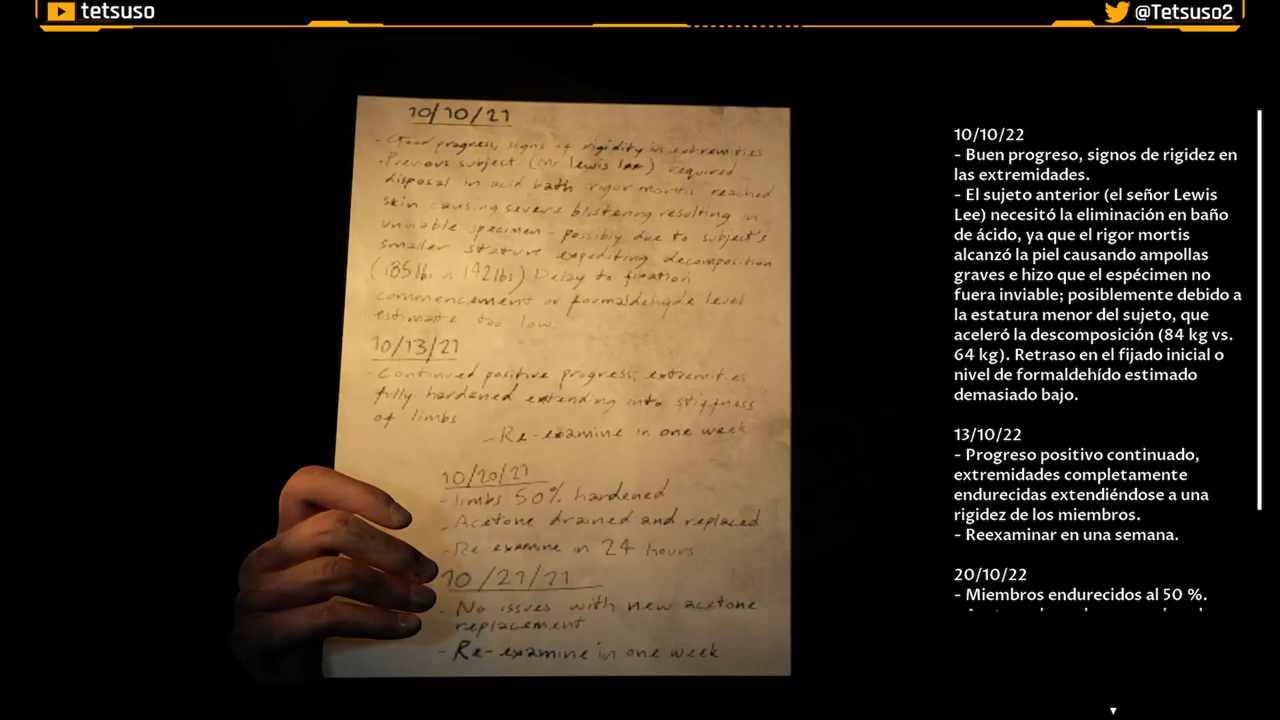 tetsuso
@Tetsuso2
10/10/21
- Good progress, signs of rigidity in extremities
- Previous subject (Mr Lewis Lee) required
disposal in acid bath rigor mortis reached
skin causing severe blistering resulting in
unviable specimen - possibly due to subject's
smaller stature expediting decomposition
(185lbs 142lbs) Delay to fixation
commencement or formaldehyde level
estimate too low.
10/13/21
- Continued positive progress; extremities
fully hardened extending into stiffness
of limbs
- Re-examine in one week
10/20/21
- limbs 50% hardened
- Acetone drained and replaced
- Re examine in 24 hours
10/21/21
- No issues with new acetone
replacement
- Re-examine in one week
10/10/22
- Buen progreso, signos de rigidez en
las extremidades.
- El sujeto anterior (el señor Lewis
Lee) necesitó la eliminación en baño
de ácido, ya que el rigor mortis
alcanzó la piel causando ampollas
graves e hizo que el espécimen no
fuera inviable; posiblemente debido a
la estatura menor del sujeto, que
aceleró la descomposición (84 kg vs.
64 kg). Retraso en el fijado inicial o
nivel de formaldehído estimado
demasiado bajo.
13/10/22
- Progreso positivo continuado,
extremidades completamente
endurecidas extendiéndose a una
rigidez de los miembros.
- Reexaminar en una semana.
20/10/22
- Miembros endurecidos al 50 %.